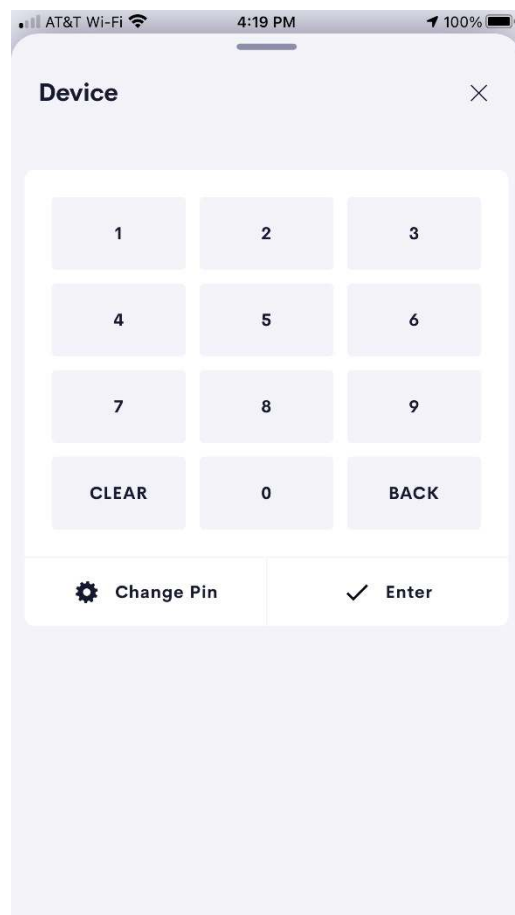 AT&T Wi-Fi 4:19 PM 100%
Device
1 2 3
4 5 6
7 8 9
CLEAR 0 BACK
Change Pin Enter